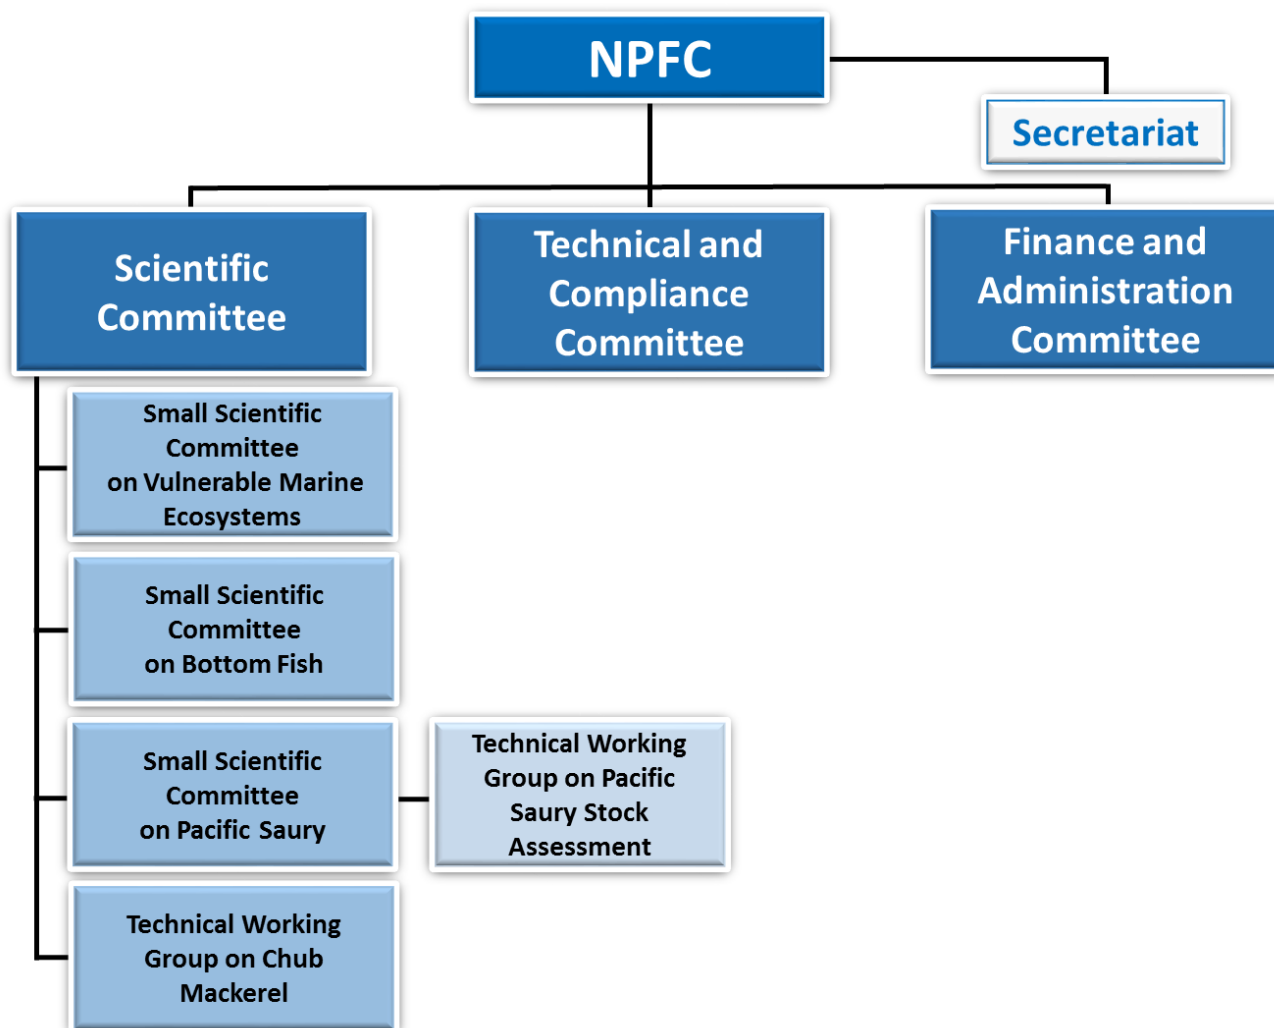 NPFC
Secretariat
Scientific
Committee
Technical and
Compliance
Committee
Finance and
Administration
Committee
Small Scientific
Committee
on Vulnerable Marine
Ecosystems
Small Scientific
Committee
on Bottom Fish
Small Scientific
Committee
on Pacific Saury
Technical Working
Group on Pacific
Saury Stock
Assessment
Technical Working
Group on Chub
Mackerel